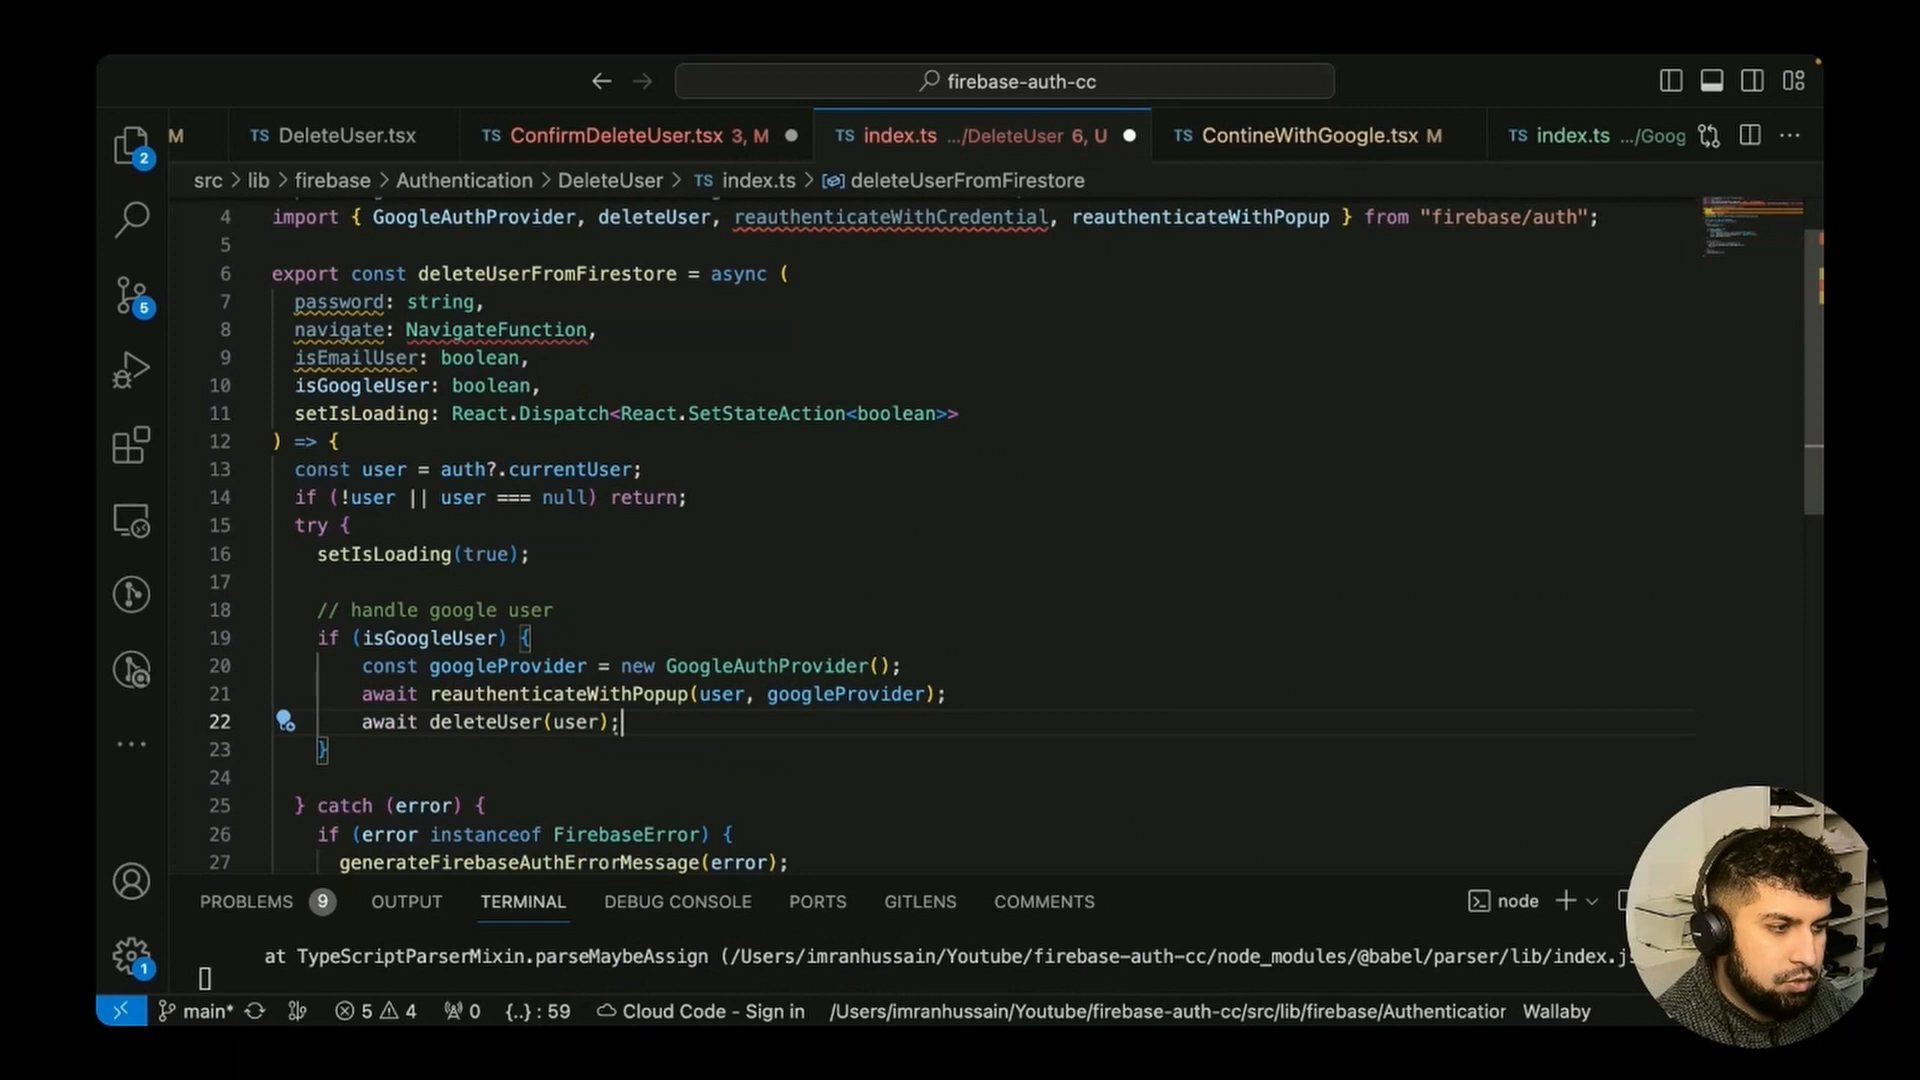 firebase-auth-cc
M
TS DeleteUser.tsx
TS ConfirmDeleteUser.tsx 3, M
TS index.ts .../DeleteUser 6, U
TS ContineWithGoogle.tsx M
TS index.ts .../Goog
src > lib > firebase > Authentication > DeleteUser > TS index.ts > deleteUserFromFirestore
4 import { GoogleAuthProvider, deleteUser, reauthenticateWithCredential, reauthenticateWithPopup } from "firebase/auth";
5
6 export const deleteUserFromFirestore = async (
7 password: string,
8 navigate: NavigateFunction,
9 isEmailUser: boolean,
10 isGoogleUser: boolean,
11 setIsLoading: React.Dispatch<React.SetStateAction<boolean>>
12 ) => {
13 const user = auth?.currentUser;
14 if (!user || user === null) return;
15 try {
16 setIsLoading(true);
17
18 // handle google user
19 if (isGoogleUser) {
20 const googleProvider = new GoogleAuthProvider();
21 await reauthenticateWithPopup(user, googleProvider);
22 await deleteUser(user);
23 }
24
25 } catch (error) {
26 if (error instanceof FirebaseError) {
27 generateFirebaseAuthErrorMessage(error);
2
5
1
PROBLEMS 9 OUTPUT TERMINAL DEBUG CONSOLE PORTS GITLENS COMMENTS
node
at TypeScriptParserMixin.parseMaybeAssign (/Users/imranhussain/Youtube/firebase-auth-cc/node_modules/@babel/parser/lib/index.j
main* 5 4 0 {..} : 59 Cloud Code - Sign in /Users/imranhussain/Youtube/firebase-auth-cc/src/lib/firebase/Authentication Wallaby